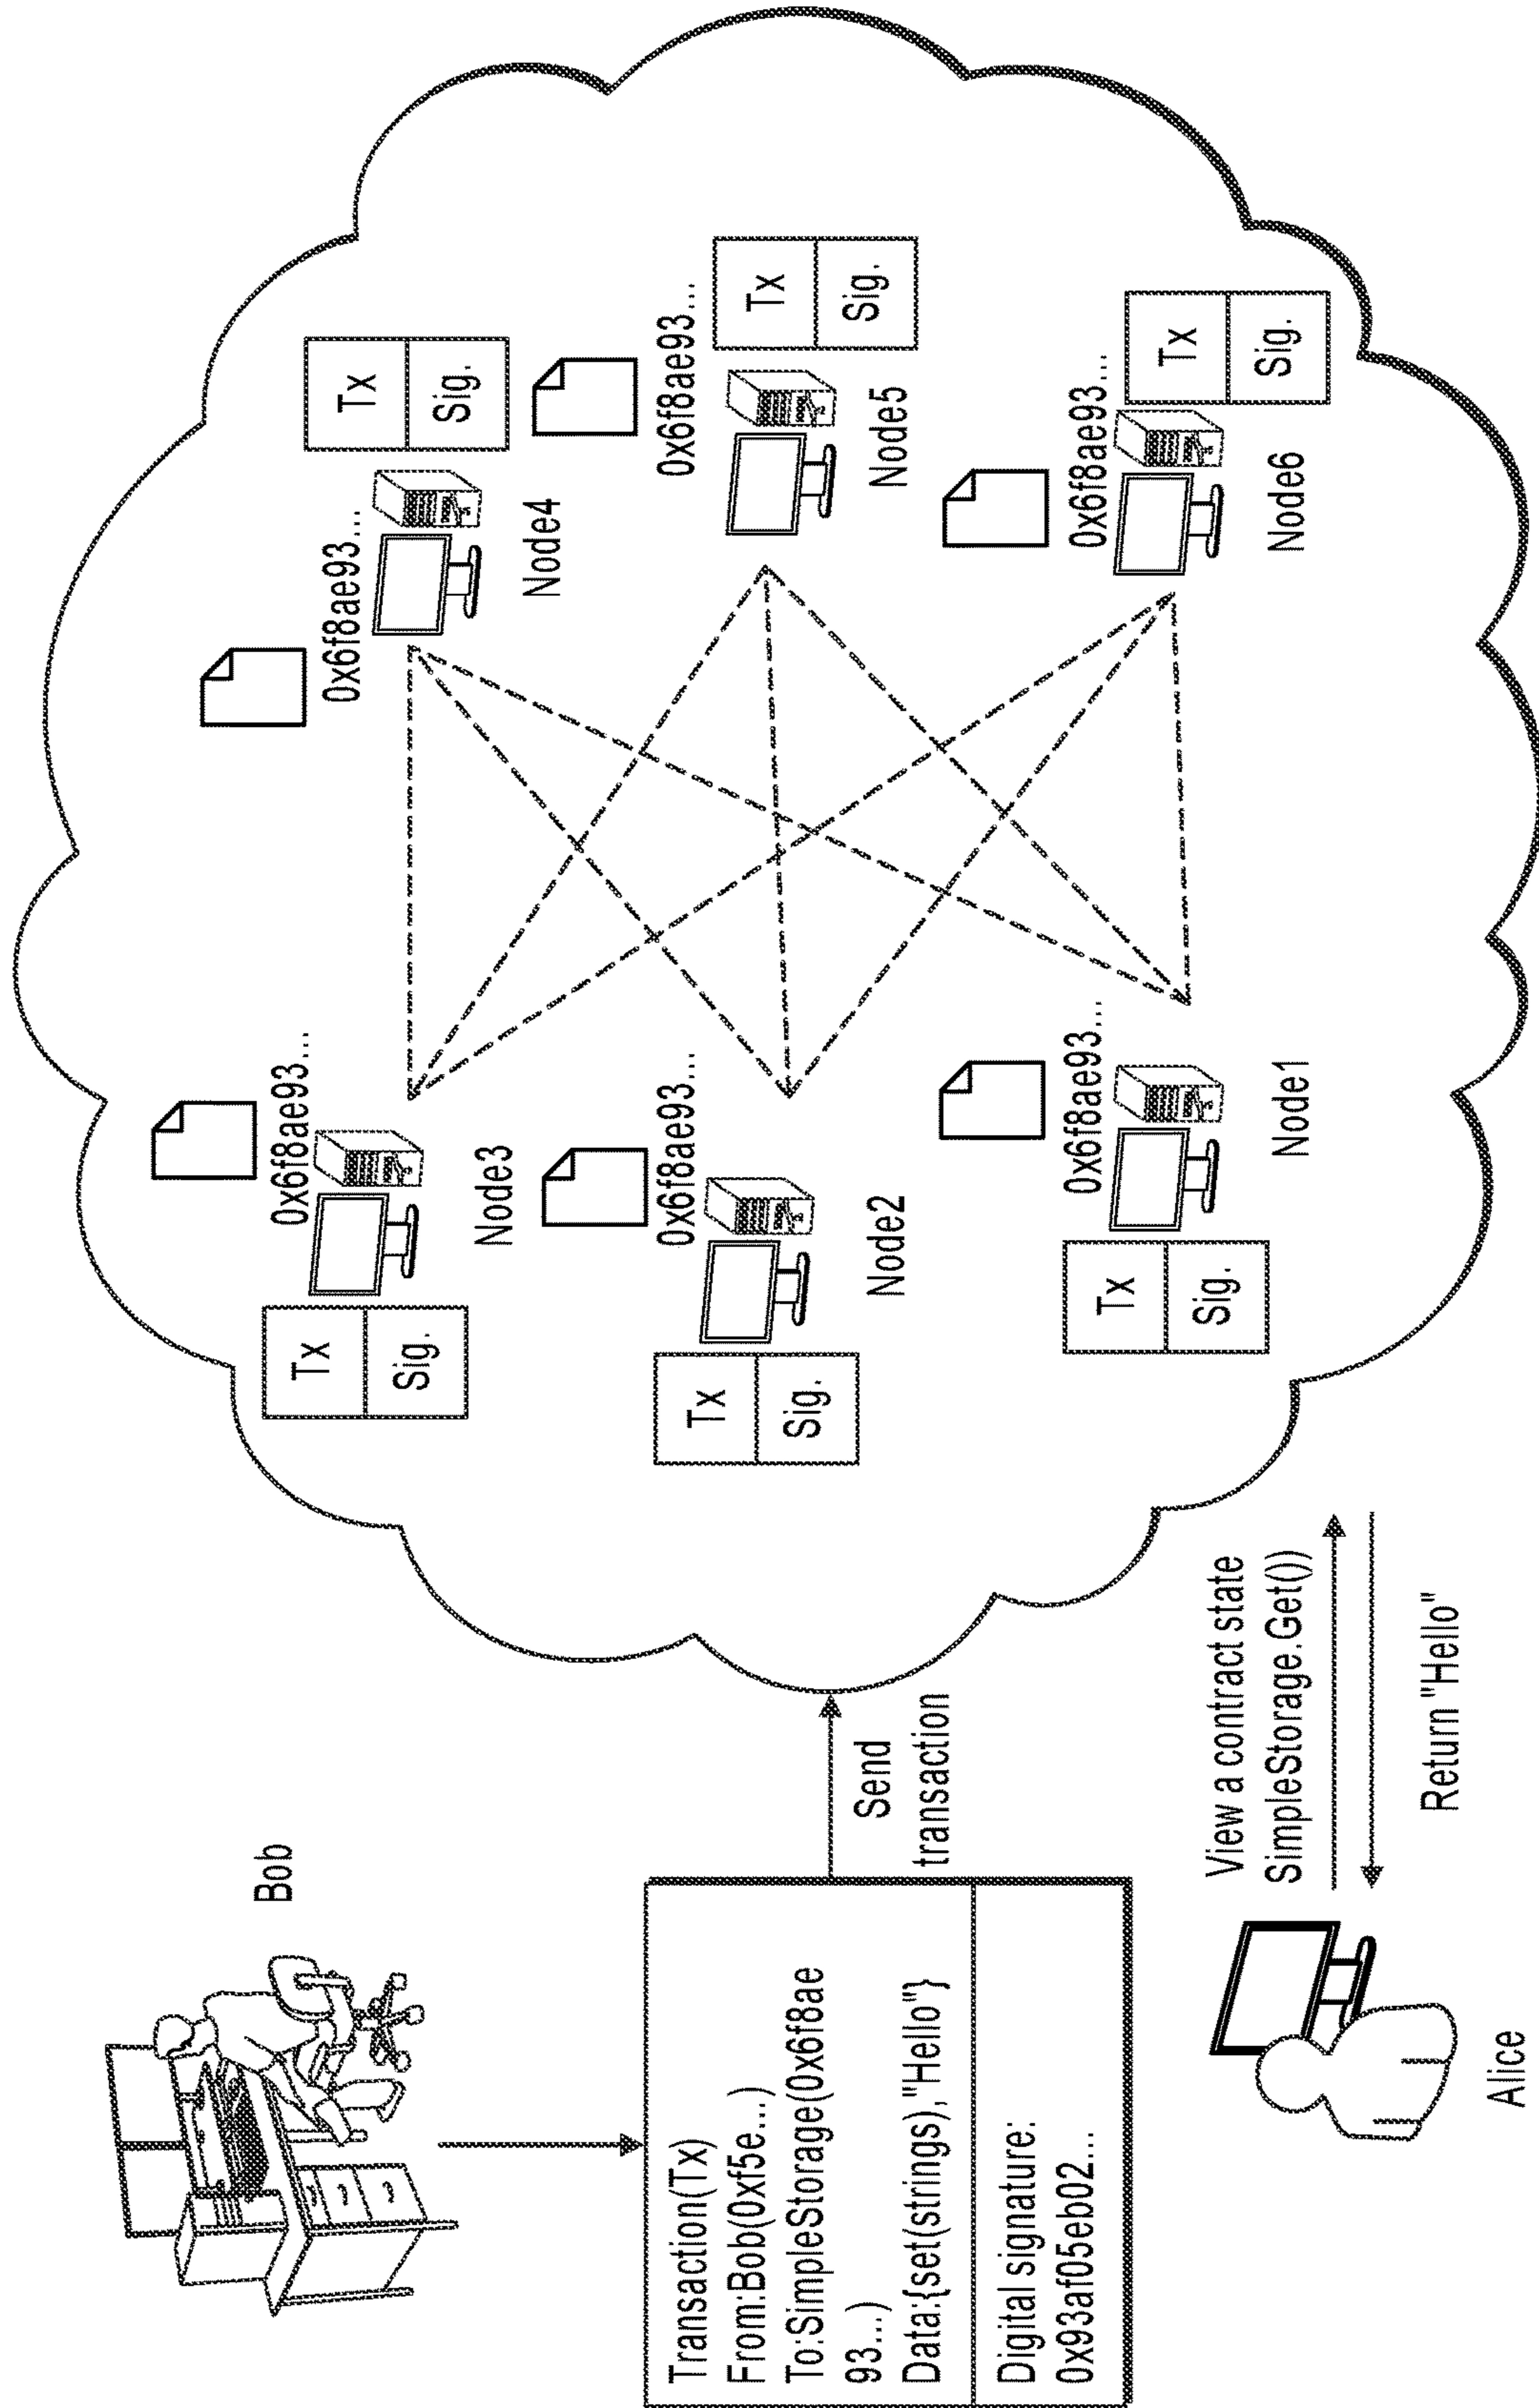 Bob
Transaction(Tx)
From:Bob(0xf5e...)
To:SimpleStorage(0x6f8ae
93...)
Data:{set(strings),"Hello"}
Digital signature:
0x93af05eb02...
Send
transaction
Alice
View a contract state
SimpleStorage.Get())
Return "Hello"
0x6f8ae93...
Tx
Sig.
Node3
0x6f8ae93...
Tx
Sig.
Node2
0x6f8ae93...
Tx
Sig.
Node1
0x6f8ae93...
Tx
Sig.
Node4
0x6f8ae93...
Tx
Sig.
Node5
0x6f8ae93...
Tx
Sig.
Node6